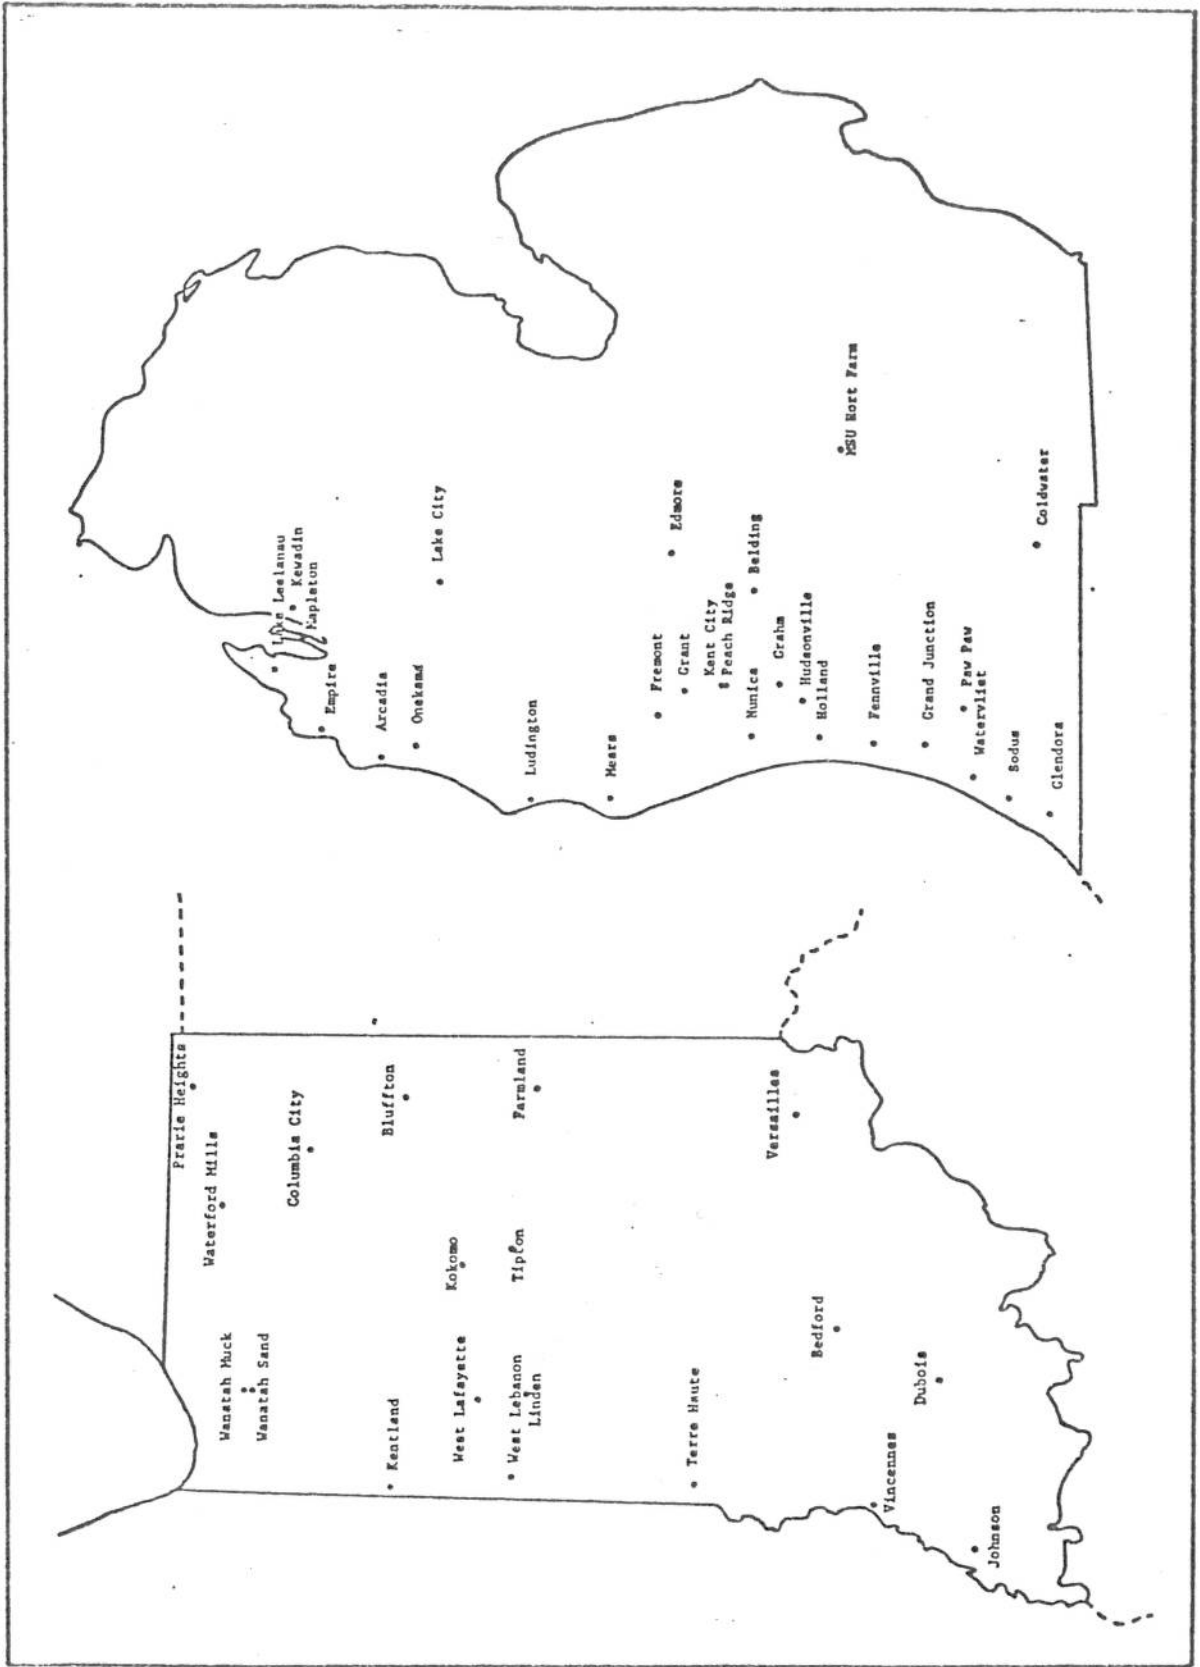 Prarie Heights
Waterford Mills
Wanatah Muck
Wanatah Sand
Columbia City
Bluffton
Kentland
Kokomo
West Lafayette
Farmland
Tipton
West Lebanon
Linden
Terre Haute
Versailles
Bedford
Vincennes
Dubois
Johnson
Lake Leelanau
Kewadin
Mapleton
Empire
Arcadia
Onekama
Lake City
Ludington
Mears
Fremont
Grant
Edmore
Kent City
Peach Ridge
Nunica
Belding
Grahm
Hudsonville
Holland
MSU Hort Farm
Fennville
Grand Junction
Paw Paw
Watervliet
Sodus
Coldwater
Glendora